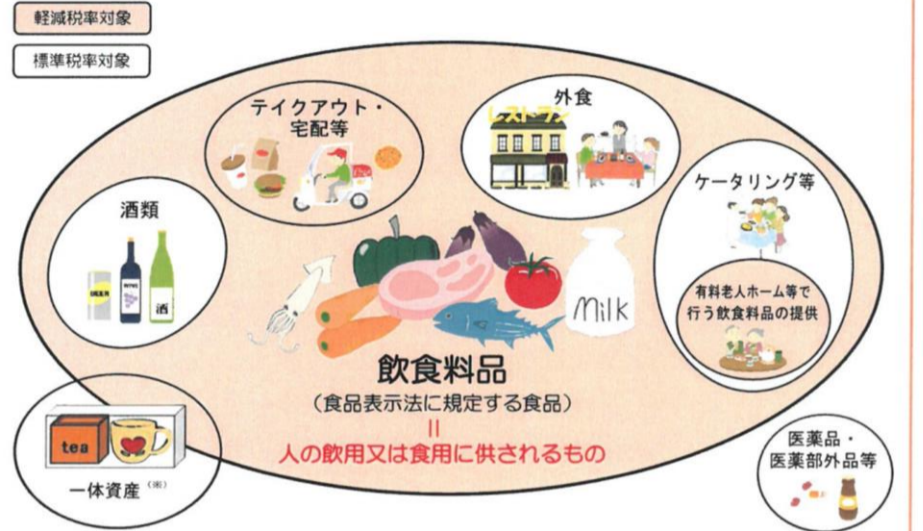 軽減税率対象
標準税率対象
テイクアウト・
宅配等
外食
レストラン
ケータリング等
有料老人ホーム等で
行う飲食料品の提供
酒類
酒
Milk
飲食料品
（食品表示法に規定する食品）
＝
人の飲用又は食用に供されるもの
tea
一体資産（※）
医薬品・
医薬部外品等